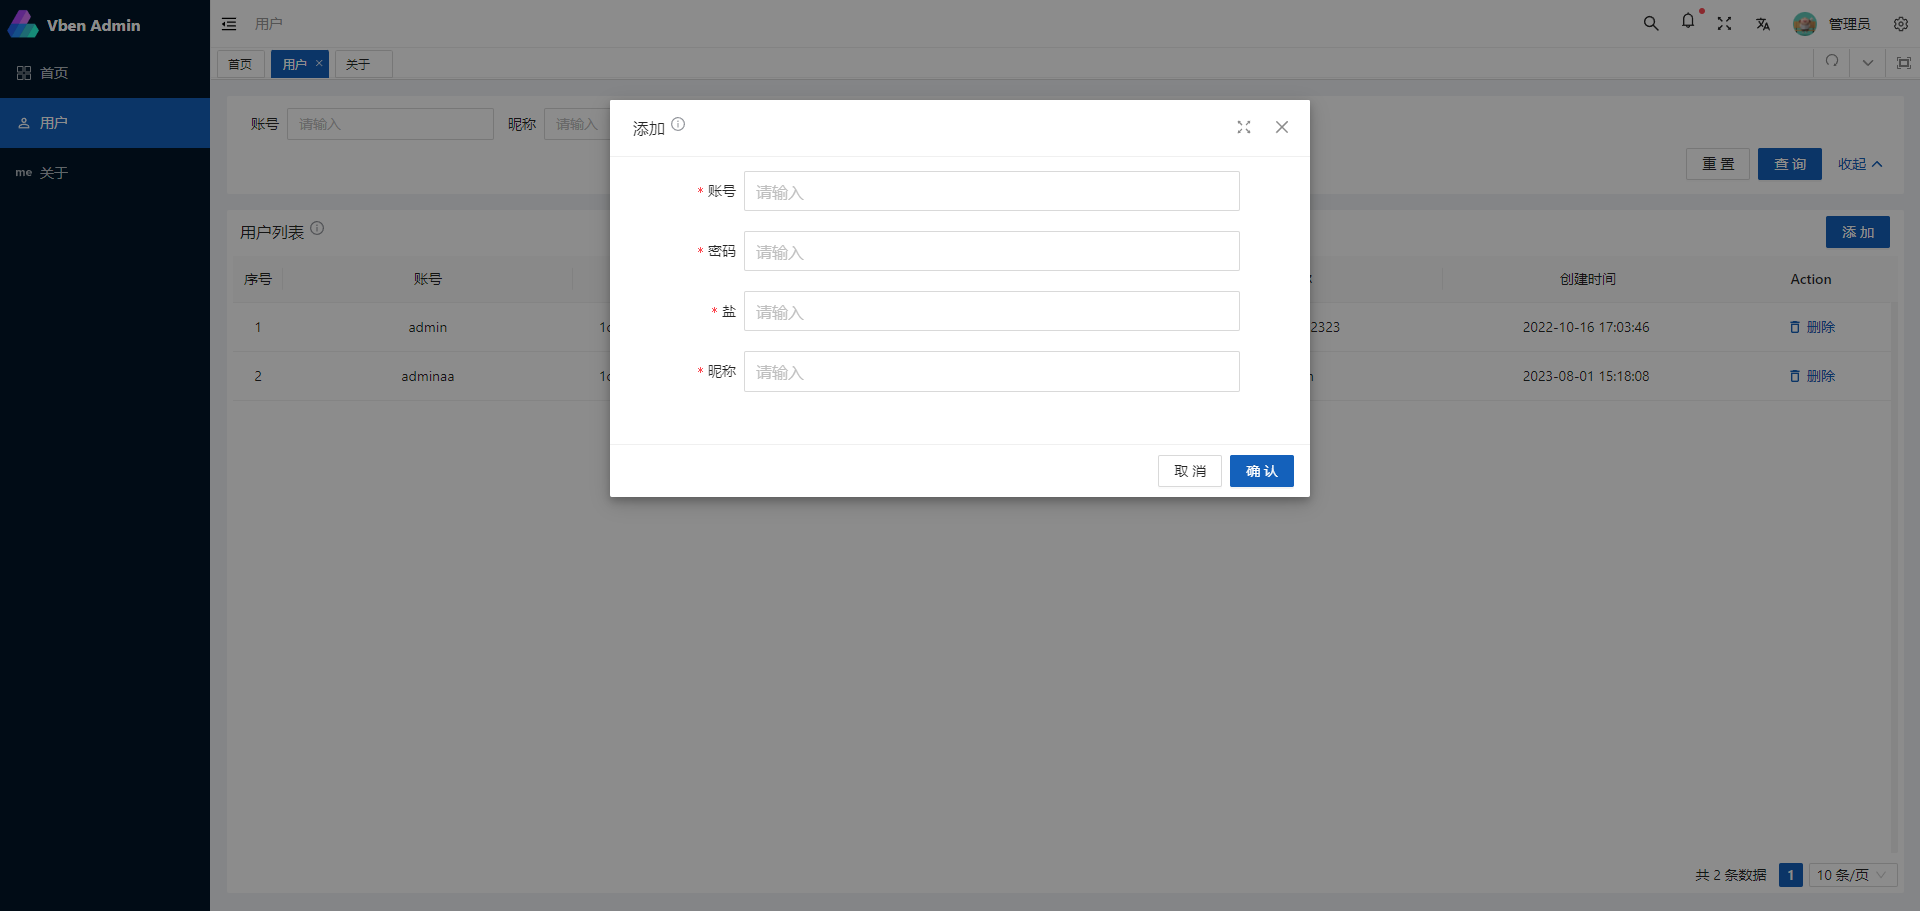 Vben Admin
用户
管理员
首页
用户
关于
首页
用户
关于
me 关于
账号 请输入
昵称 请输入
重置
查询
收起
用户列表
添加
序号
账号
创建时间
Action
1
admin
2323
2022-10-16 17:03:46
删除
2
adminaa
2023-08-01 15:18:08
删除
添加
* 账号 请输入
* 密码 请输入
* 盐 请输入
* 昵称 请输入
取消
确认
共 2 条数据
1
10 条/页